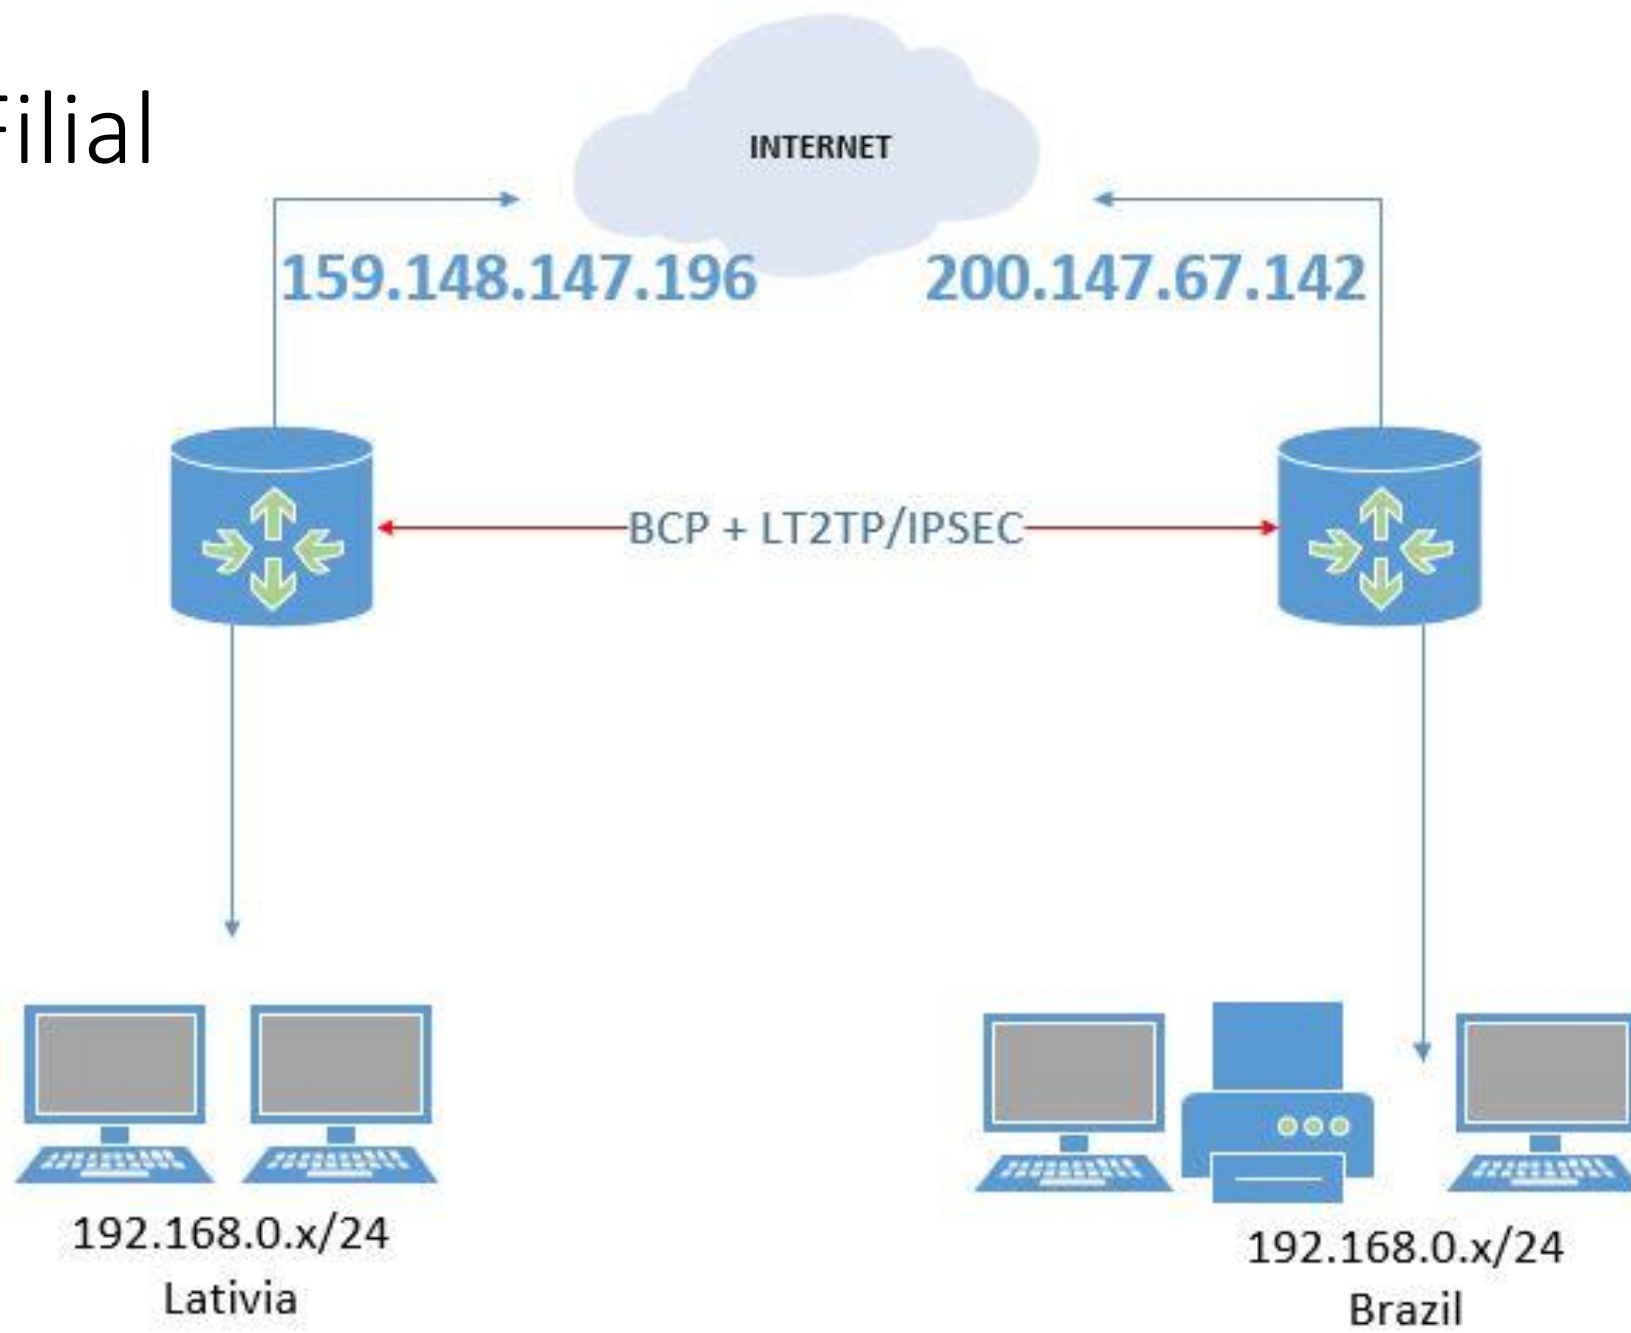 Filial
INTERNET
159.148.147.196
200.147.67.142
BCP + LT2TP/IPSEC
192.168.0.x/24
Lativia
192.168.0.x/24
Brazil